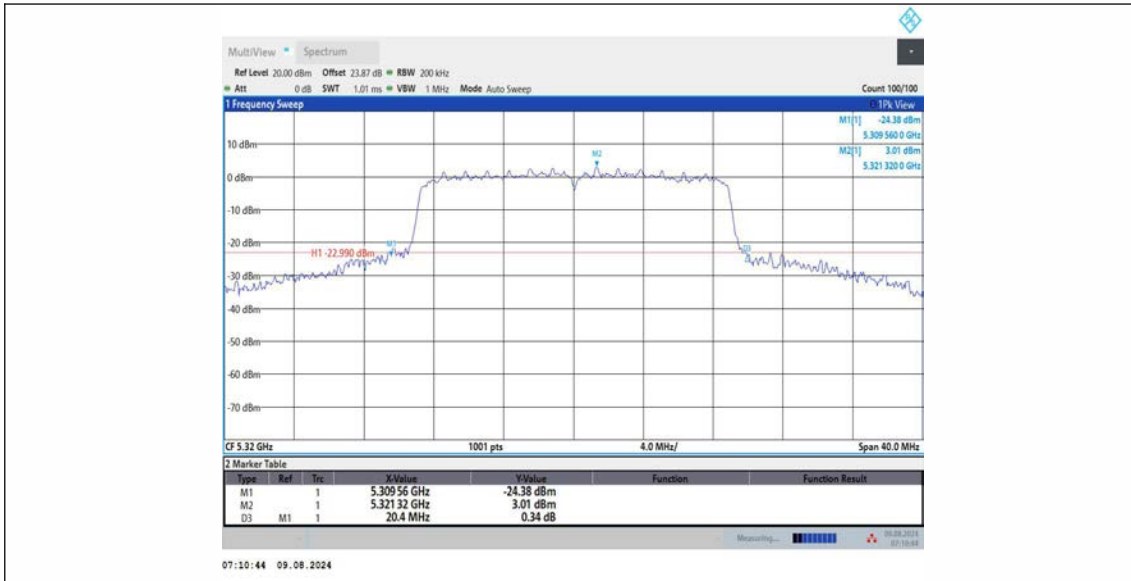 MultiView Spectrum
Ref Level 20.00 dBm Offset 23.87 dB RBW 200 kHz
Att 0 dB SWT 1.01 ms VBW 1 MHz Mode Auto Sweep Count 100/100
1 Frequency Sweep 1Pk View
M1[1] -24.38 dBm
5.309 560 0 GHz
M2[1] 3.01 dBm
5.321 320 0 GHz
10 dBm
M2
0 dBm
-10 dBm
-20 dBm
M1
D3
H1 -22.990 dBm
-30 dBm
-40 dBm
-50 dBm
-60 dBm
-70 dBm
CF 5.32 GHz 1001 pts 4.0 MHz/ Span 40.0 MHz
2 Marker Table
Type Ref Trc X-Value Y-Value Function Function Result
M1 1 5.309 56 GHz -24.38 dBm
M2 1 5.321 32 GHz 3.01 dBm
D3 M1 1 20.4 MHz 0.34 dB
Measuring... 09.08.2024
07:10:44
07:10:44 09.08.2024